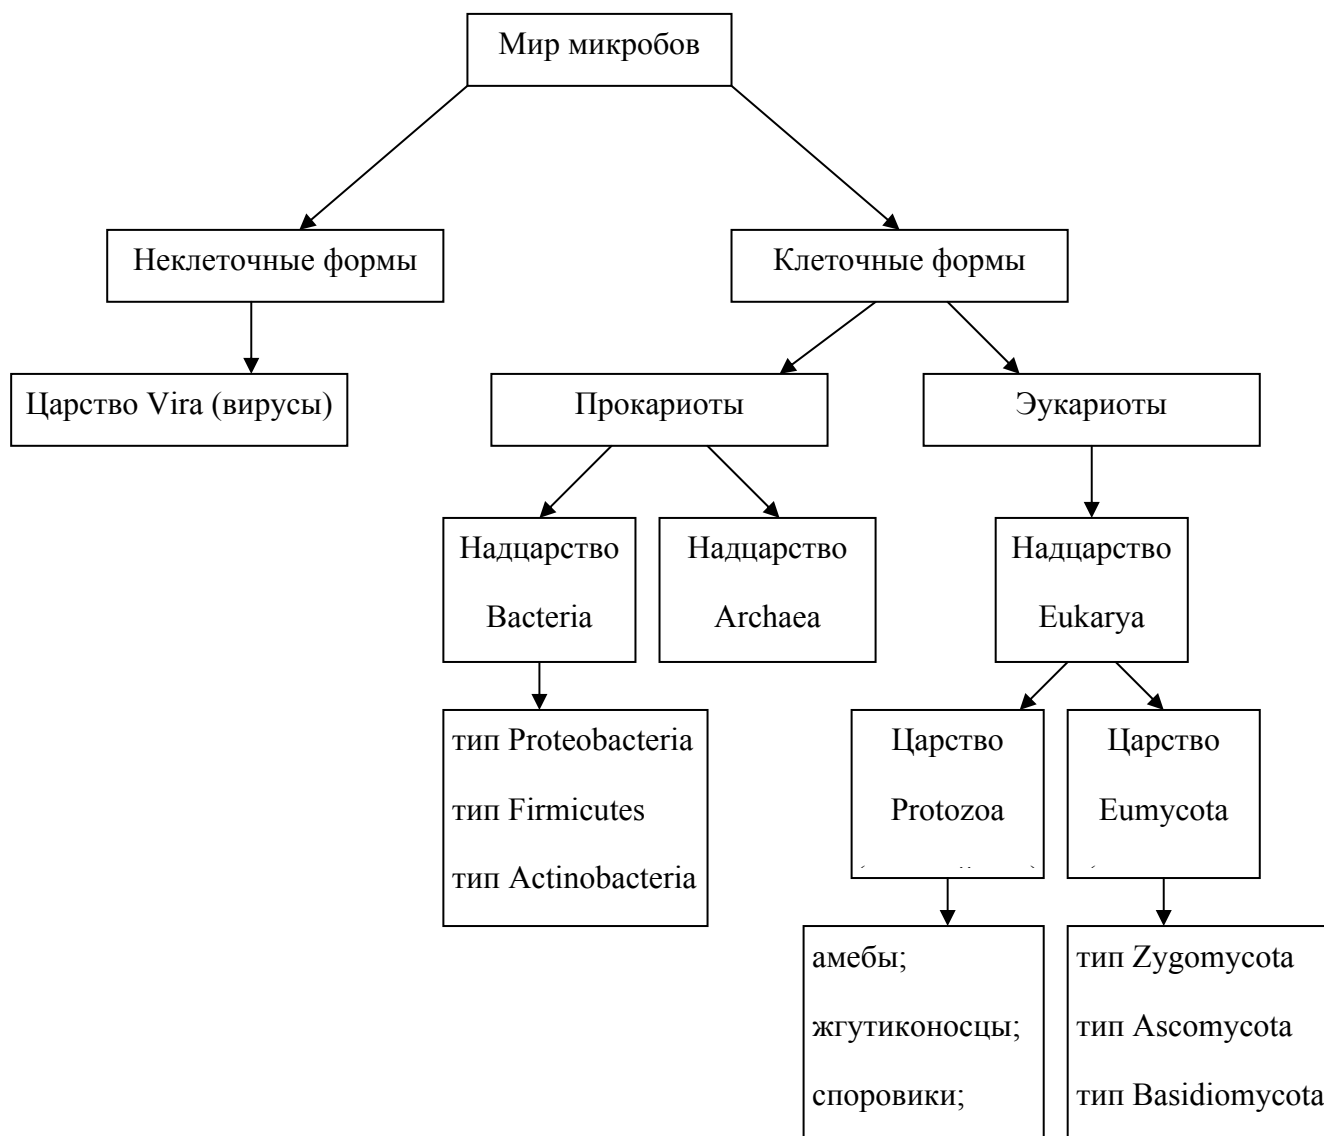 Мир микробов
Неклеточные формы
Клеточные формы
Царство Vira (вирусы)
Прокариоты
Эукариоты
Надцарство
Bacteria
Надцарство
Archaea
Надцарство
Eukarya
тип Proteobacteria
тип Firmicutes
тип Actinobacteria
Царство
Protozoa
Царство
Eumycota
амебы;
жгутиконосцы;
споровики;
тип Zygomycota
тип Ascomycota
тип Basidiomycota